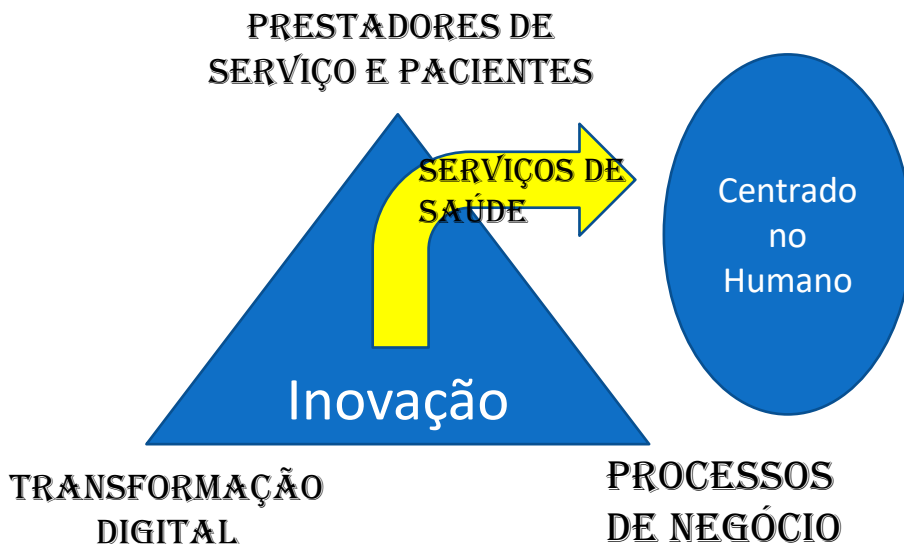 PRESTADORES DE
SERVIÇO E PACIENTES
SERVIÇOS DE
SAÚDE
Centrado
no
Humano
Inovação
TRANSFORMAÇÃO
DIGITAL
PROCESSOS
DE NEGÓCIO